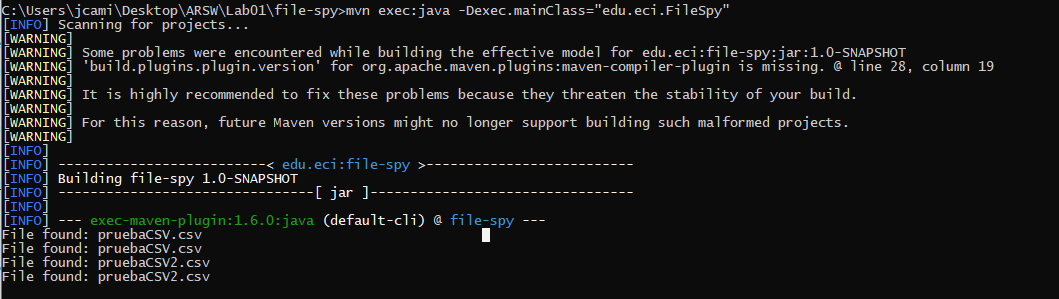 C:\Users\jcami\Desktop\ARSW\Lab01\file-spy>mvn exec:java -Dexec.mainClass="edu.eci.FileSpy"
[INFO] Scanning for projects...
[WARNING]
[WARNING] Some problems were encountered while building the effective model for edu.eci:file-spy:jar:1.0-SNAPSHOT
[WARNING] 'build.plugins.plugin.version' for org.apache.maven.plugins:maven-compiler-plugin is missing. @ line 28, column 19
[WARNING]
[WARNING] It is highly recommended to fix these problems because they threaten the stability of your build.
[WARNING]
[WARNING] For this reason, future Maven versions might no longer support building such malformed projects.
[WARNING]
[INFO]
[INFO] --------------------------< edu.eci:file-spy >--------------------------
[INFO] Building file-spy 1.0-SNAPSHOT
[INFO] --------------------------------[ jar ]---------------------------------
[INFO]
[INFO] --- exec-maven-plugin:1.6.0:java (default-cli) @ file-spy ---
File found: pruebaCSV.csv
File found: pruebaCSV.csv
File found: pruebaCSV2.csv
File found: pruebaCSV2.csv